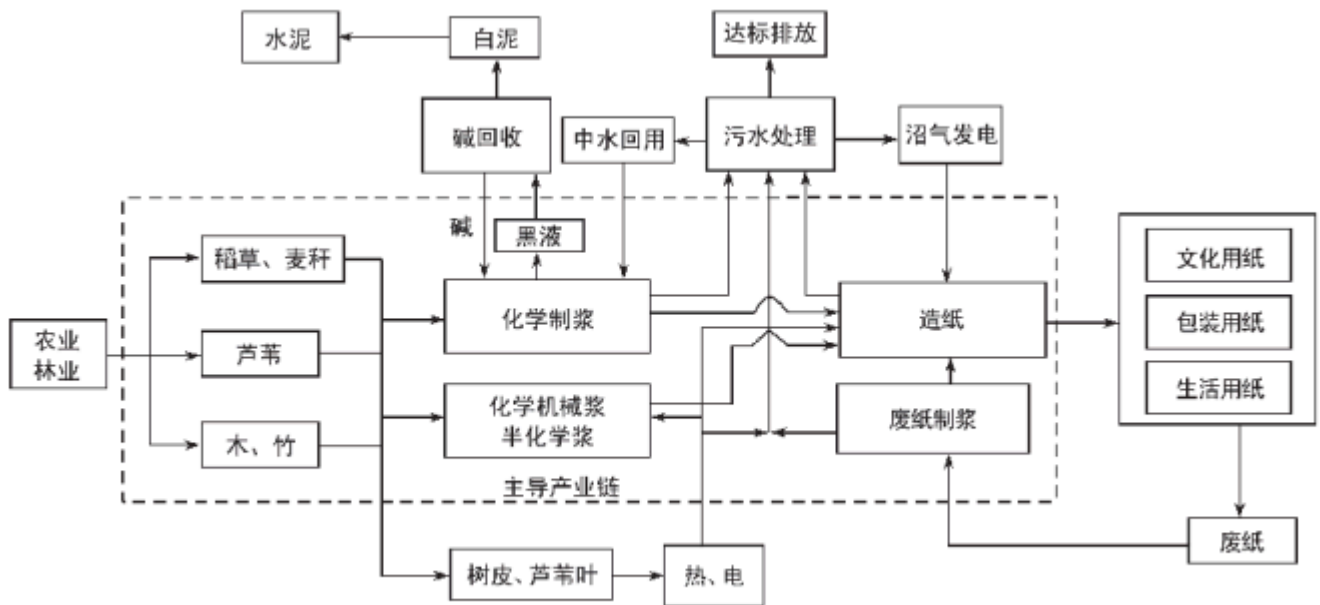 水泥
白泥
达标排放
碱回收
中水回用
污水处理
沼气发电
碱
黑液
稻草、麦秆
化学制浆
造纸
文化用纸
农业
林业
芦苇
包装用纸
化学机械浆
半化学浆
废纸制浆
生活用纸
木、竹
主导产业链
树皮、芦苇叶
热、电
废纸